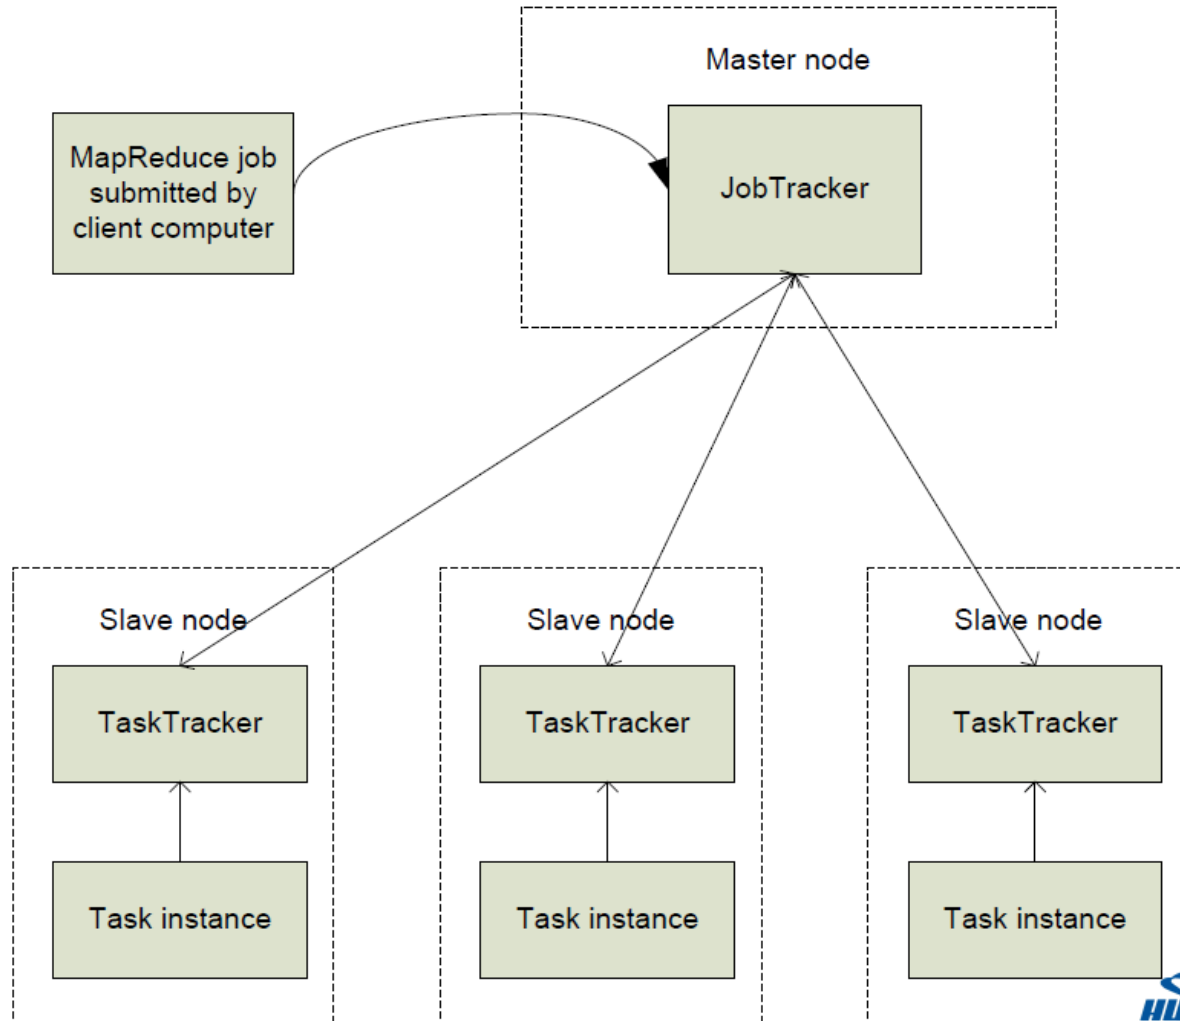 Master node
MapReduce job
submitted by
client computer
JobTracker
Slave node
Slave node
Slave node
TaskTracker
TaskTracker
TaskTracker
Task instance
Task instance
Task instance